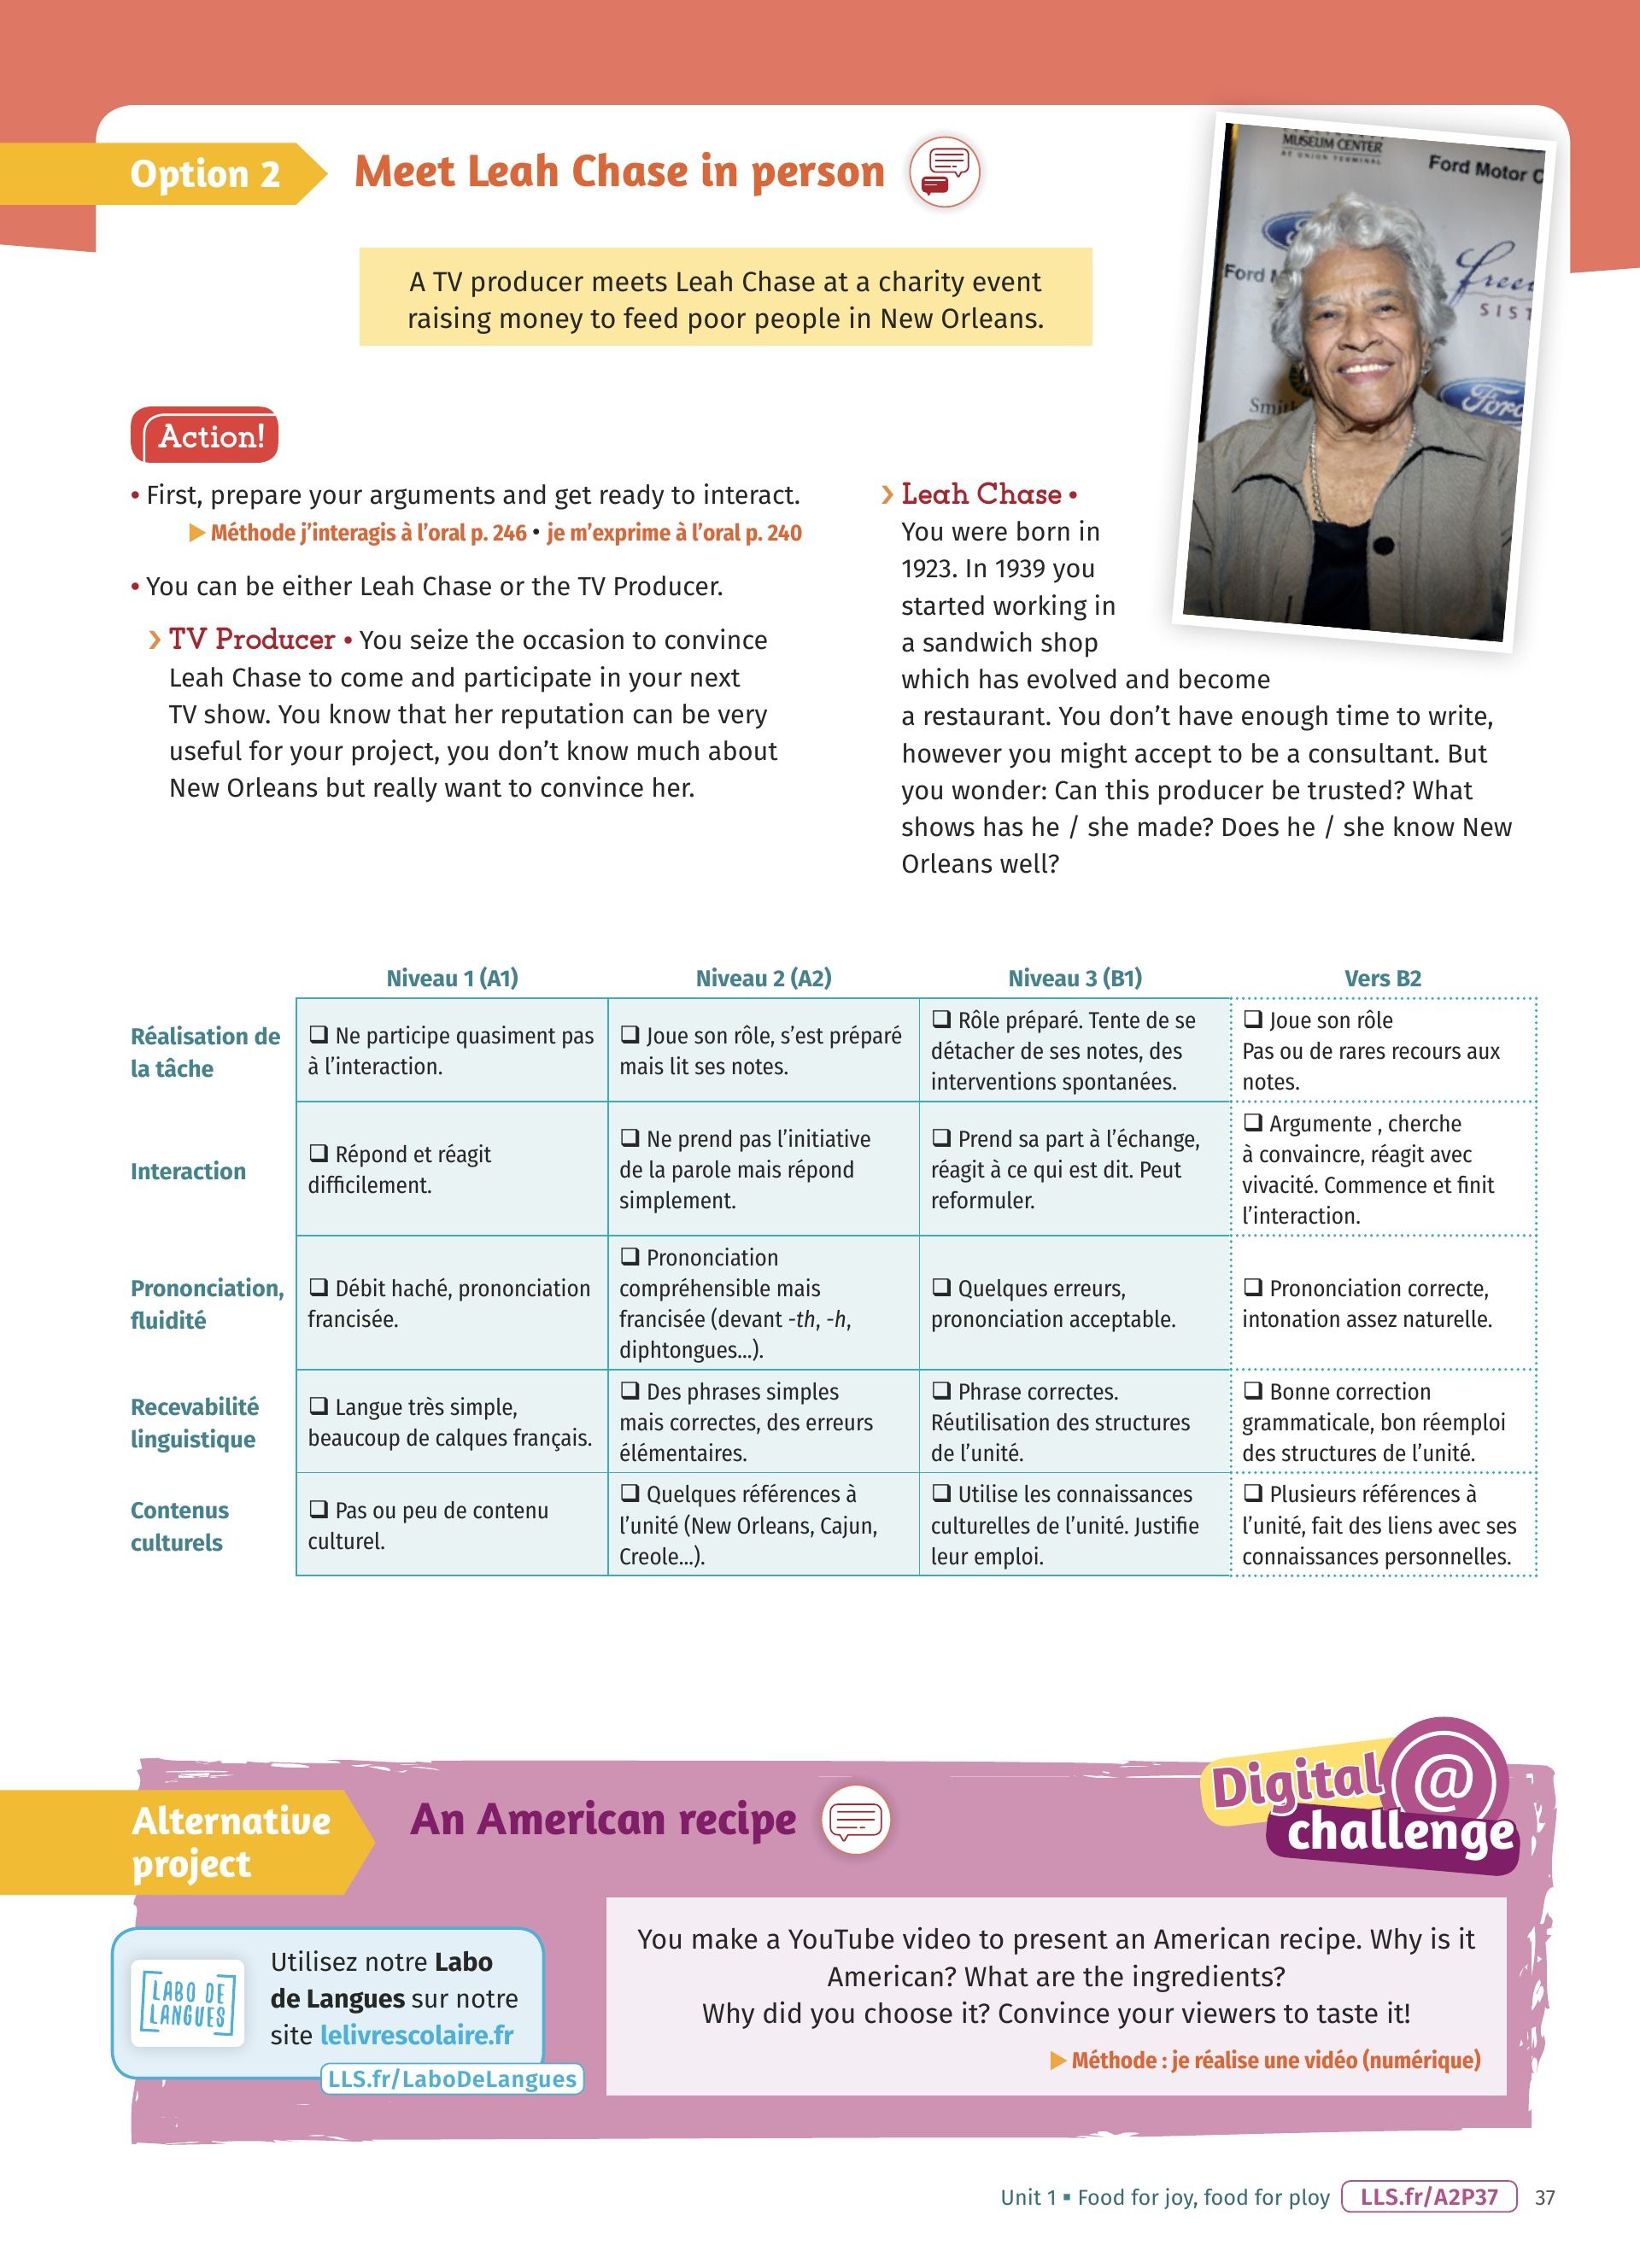 Option 2
Meet Leah Chase in person
MUSEUM CENTER
AT UNION TERMINAL
Ford Motor C
Ford M
free
SIST
Smit
Ford
A TV producer meets Leah Chase at a charity event
raising money to feed poor people in New Orleans.
Action!
• First, prepare your arguments and get ready to interact.
▶ Méthode j’interagis à l’oral p. 246 • je m’exprime à l’oral p. 240
• You can be either Leah Chase or the TV Producer.
› TV Producer • You seize the occasion to convince
Leah Chase to come and participate in your next
TV show. You know that her reputation can be very
useful for your project, you don’t know much about
New Orleans but really want to convince her.
› Leah Chase •
You were born in
1923. In 1939 you
started working in
a sandwich shop
which has evolved and become
a restaurant. You don’t have enough time to write,
however you might accept to be a consultant. But
you wonder: Can this producer be trusted? What
shows has he / she made? Does he / she know New
Orleans well?
Niveau 1 (A1)
Niveau 2 (A2)
Niveau 3 (B1)
Vers B2
Réalisation de
la tâche
❏ Ne participe quasiment pas
à l’interaction.
❏ Joue son rôle, s’est préparé
mais lit ses notes.
❏ Rôle préparé. Tente de se
détacher de ses notes, des
interventions spontanées.
❏ Joue son rôle
Pas ou de rares recours aux
notes.
Interaction
❏ Répond et réagit
difficilement.
❏ Ne prend pas l’initiative
de la parole mais répond
simplement.
❏ Prend sa part à l’échange,
réagit à ce qui est dit. Peut
reformuler.
❏ Argumente , cherche
à convaincre, réagit avec
vivacité. Commence et finit
l’interaction.
Prononciation,
fluidité
❏ Débit haché, prononciation
francisée.
❏ Prononciation
compréhensible mais
francisée (devant -th, -h,
diphtongues…).
❏ Quelques erreurs,
prononciation acceptable.
❏ Prononciation correcte,
intonation assez naturelle.
Recevabilité
linguistique
❏ Langue très simple,
beaucoup de calques français.
❏ Des phrases simples
mais correctes, des erreurs
élémentaires.
❏ Phrase correctes.
Réutilisation des structures
de l’unité.
❏ Bonne correction
grammaticale, bon réemploi
des structures de l’unité.
Contenus
culturels
❏ Pas ou peu de contenu
culturel.
❏ Quelques références à
l’unité (New Orleans, Cajun,
Creole…).
❏ Utilise les connaissances
culturelles de l’unité. Justifie
leur emploi.
❏ Plusieurs références à
l’unité, fait des liens avec ses
connaissances personnelles.
Alternative
project
An American recipe
Digital @
challenge
LABO DE
LANGUES
Utilisez notre Labo
de Langues sur notre
site lelivrescolaire.fr
LLS.fr/LaboDeLangues
You make a YouTube video to present an American recipe. Why is it
American? What are the ingredients?
Why did you choose it? Convince your viewers to taste it!
▶ Méthode : je réalise une vidéo (numérique)
Unit 1 ▪ Food for joy, food for ploy LLS.fr/A2P37 37